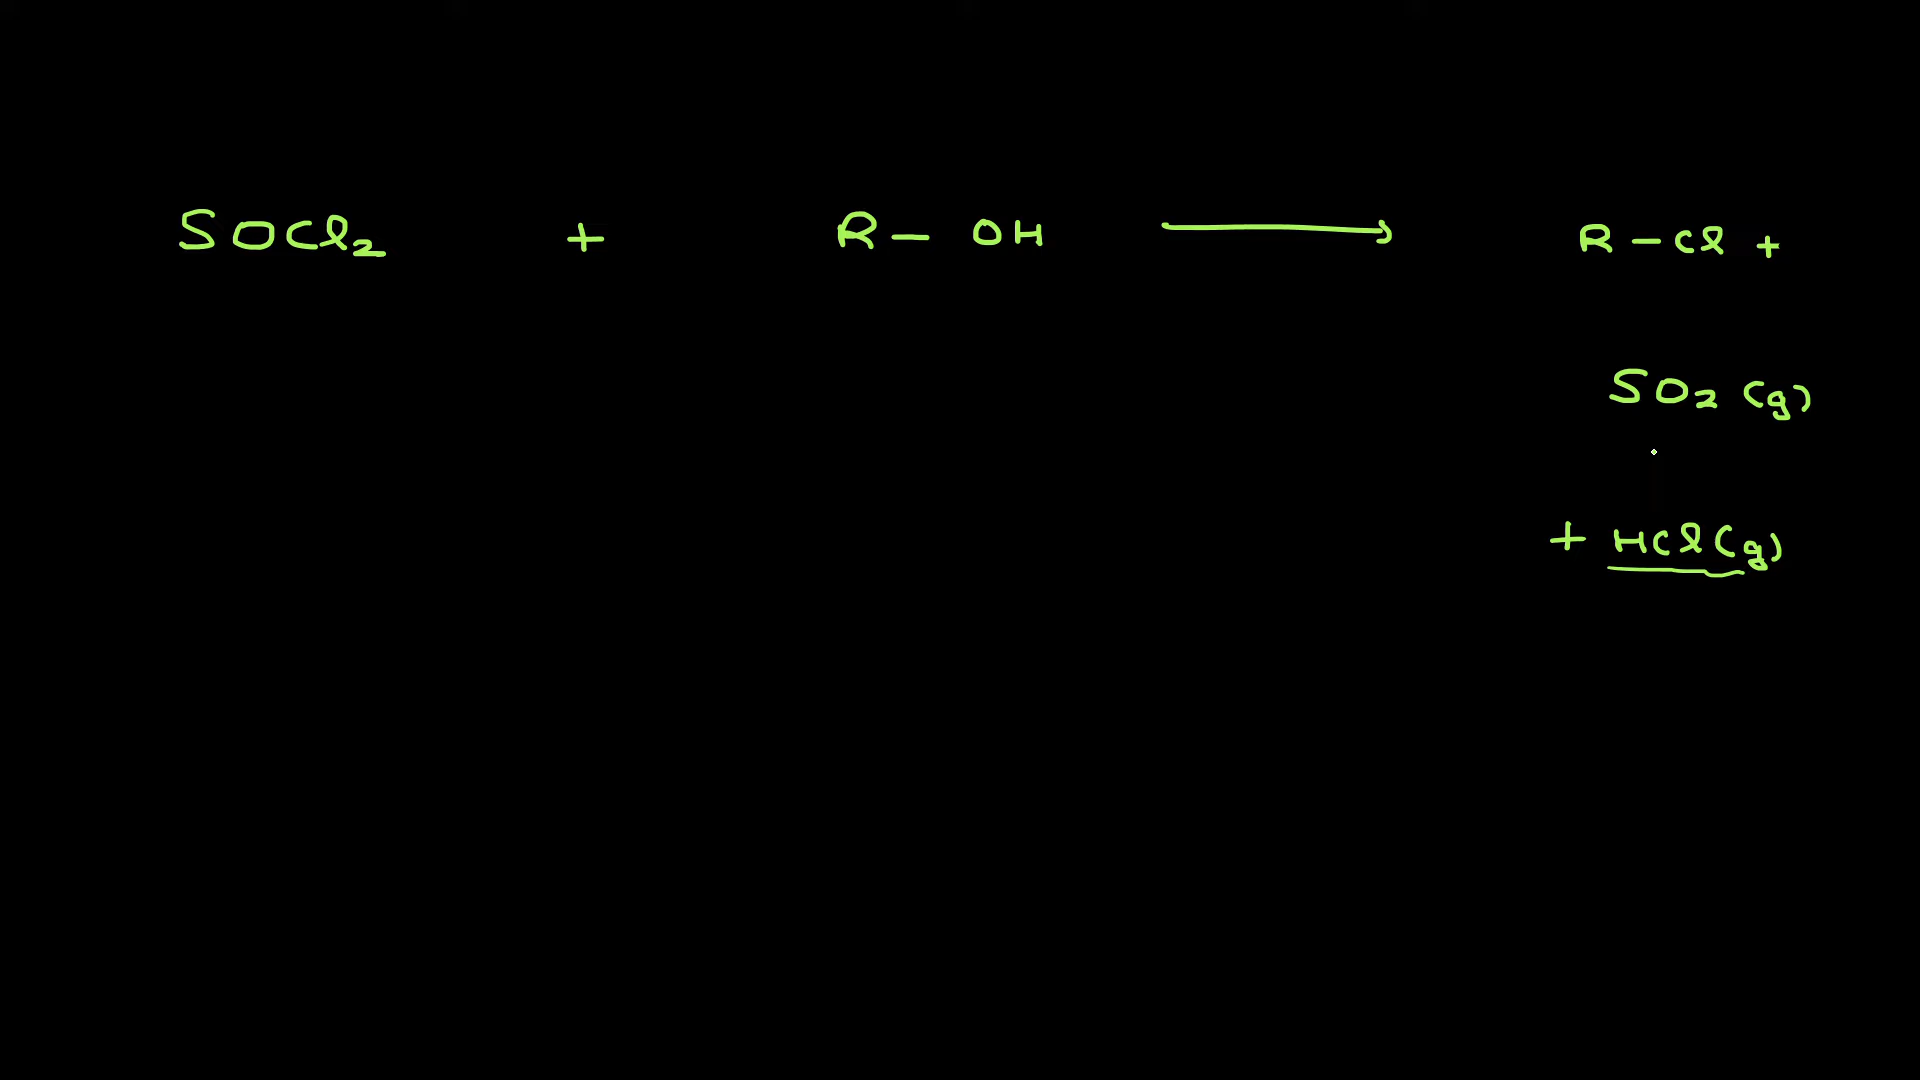 SOCl₂ + R - OH ⟶ R - Cl +
SO₂ (g)
+ HCl(g)